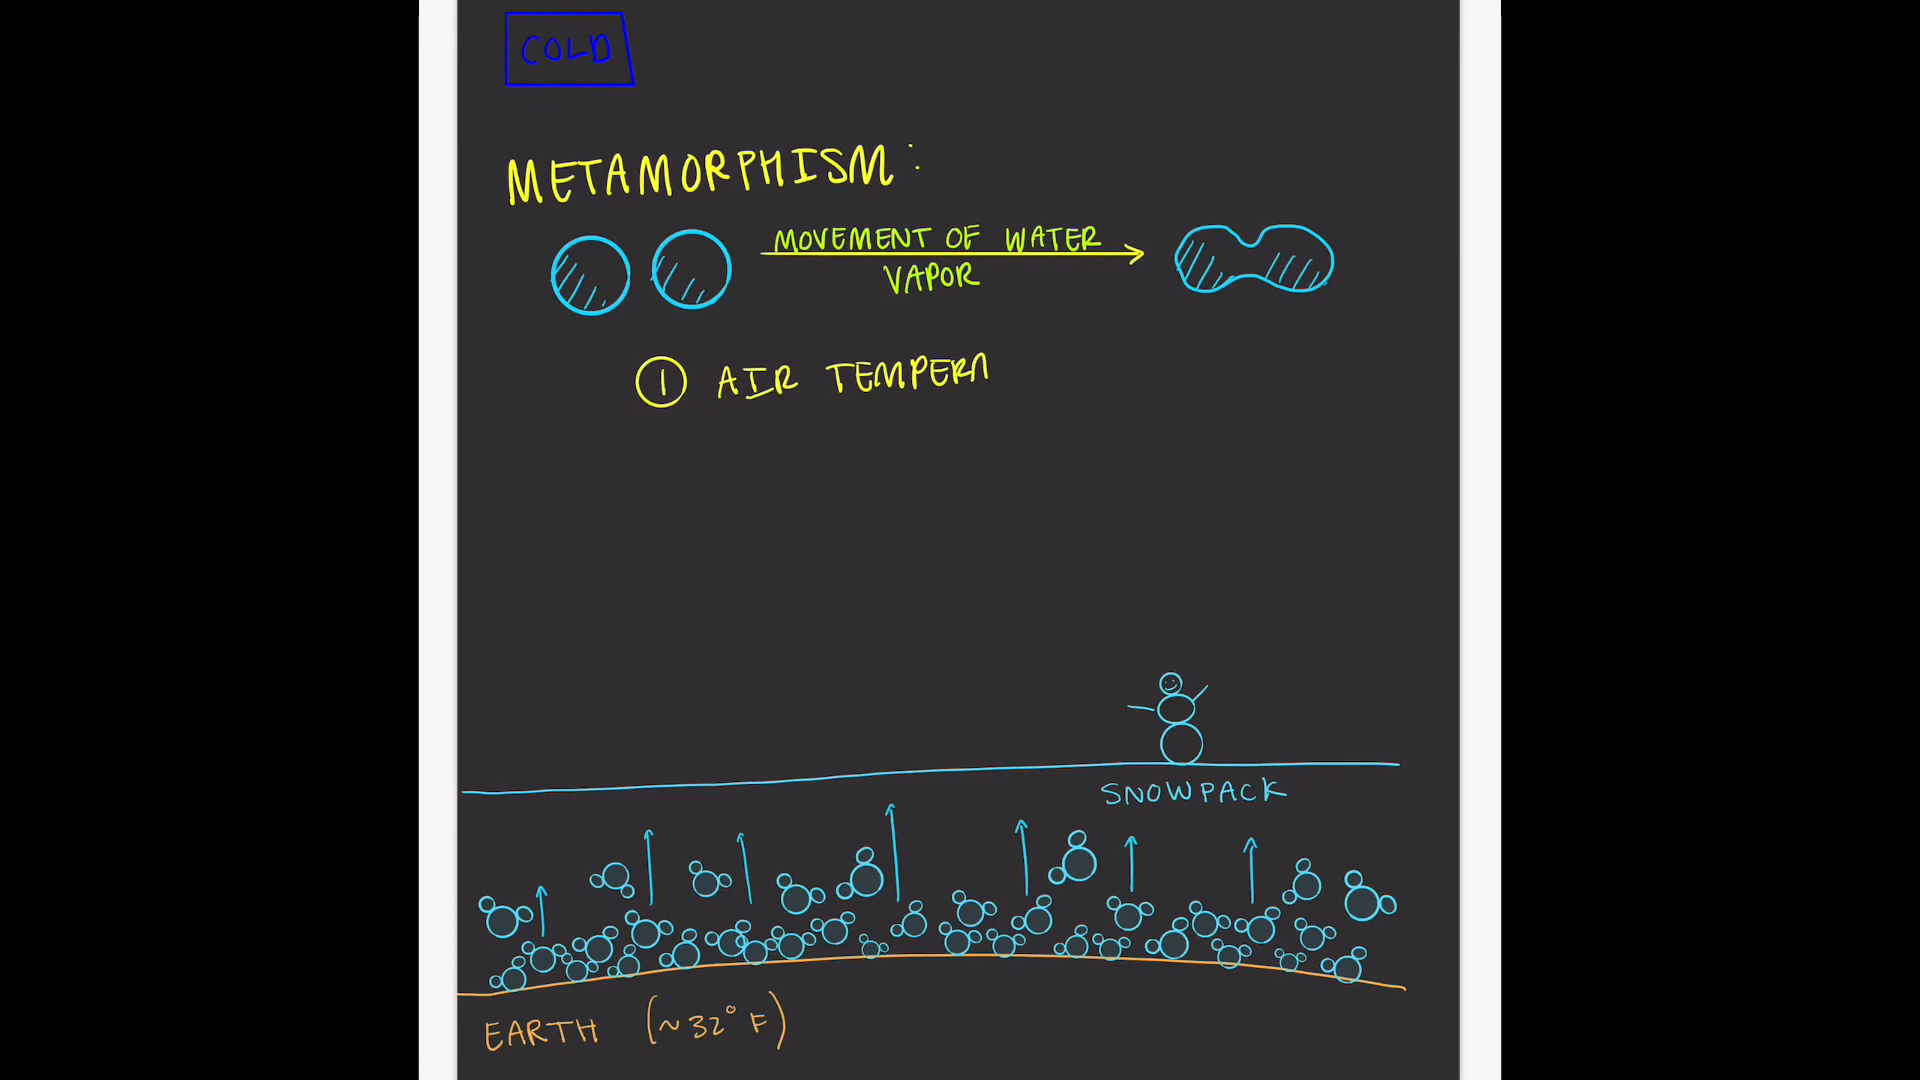 COLD
METAMORPHISM:
MOVEMENT OF WATER
VAPOR
1 AIR TEMPERA
SNOWPACK
EARTH (~32° F)